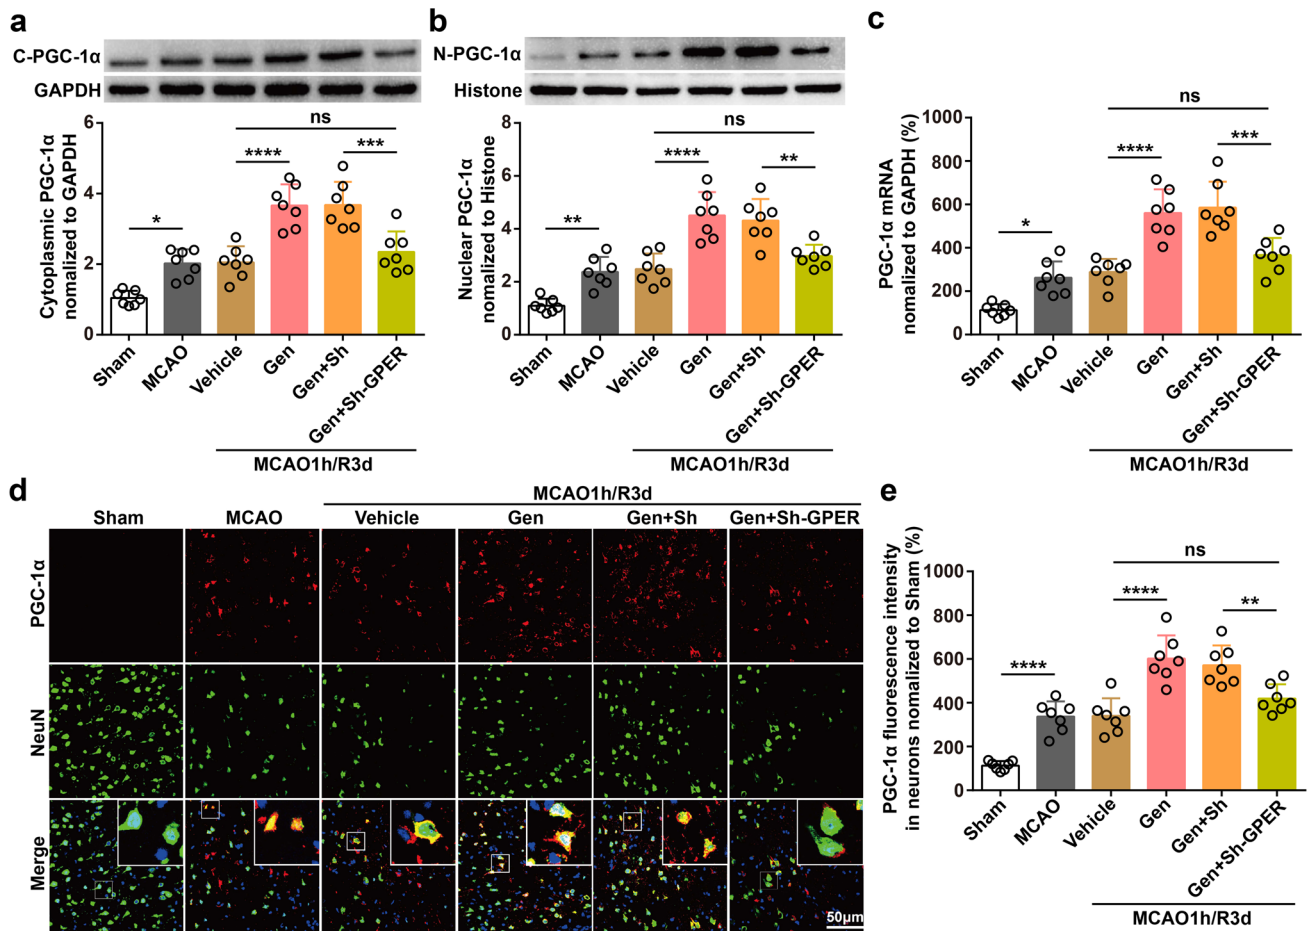 a
C-PGC-1α
GAPDH
Cytoplasmic PGC-1α
nomalized to GAPDH
6
4
2
0
*
****
***
ns
Sham
MCAO
Vehicle
Gen
Gen+Sh
Gen+Sh-GPER
MCAO1h/R3d
b
N-PGC-1α
Histone
Nuclear PGC-1α
nomalized to Histone
8
6
4
2
0
**
****
**
ns
Sham
MCAO
Vehicle
Gen
Gen+Sh
Gen+Sh-GPER
MCAO1h/R3d
c
PGC-1α mRNA
nomalized to GAPDH (%)
1000
800
600
400
200
0
*
****
***
ns
Sham
MCAO
Vehicle
Gen
Gen+Sh
Gen+Sh-GPER
MCAO1h/R3d
d
MCAO1h/R3d
Sham MCAO Vehicle Gen Gen+Sh Gen+Sh-GPER
PGC-1α
NeuN
Merge
50μm
e
PGC-1α fluorescence intensity
in neurons normalized to Sham (%)
1000
800
600
400
200
0
****
****
**
ns
Sham
MCAO
Vehicle
Gen
Gen+Sh
Gen+Sh-GPER
MCAO1h/R3d